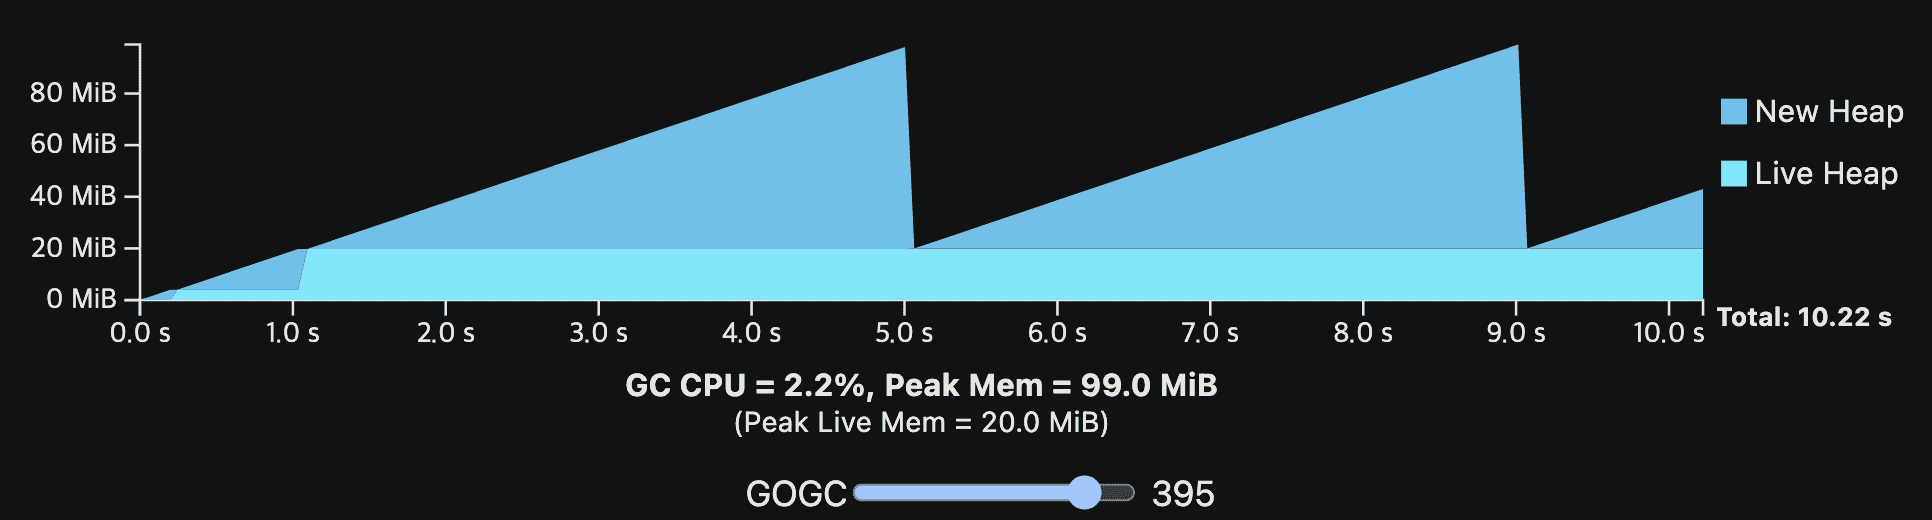 80 MiB
60 MiB
40 MiB
20 MiB
0 MiB
0.0 s 1.0 s 2.0 s 3.0 s 4.0 s 5.0 s 6.0 s 7.0 s 8.0 s 9.0 s 10.0 s
New Heap
Live Heap
Total: 10.22 s
GC CPU = 2.2%, Peak Mem = 99.0 MiB
(Peak Live Mem = 20.0 MiB)
GOGC 395